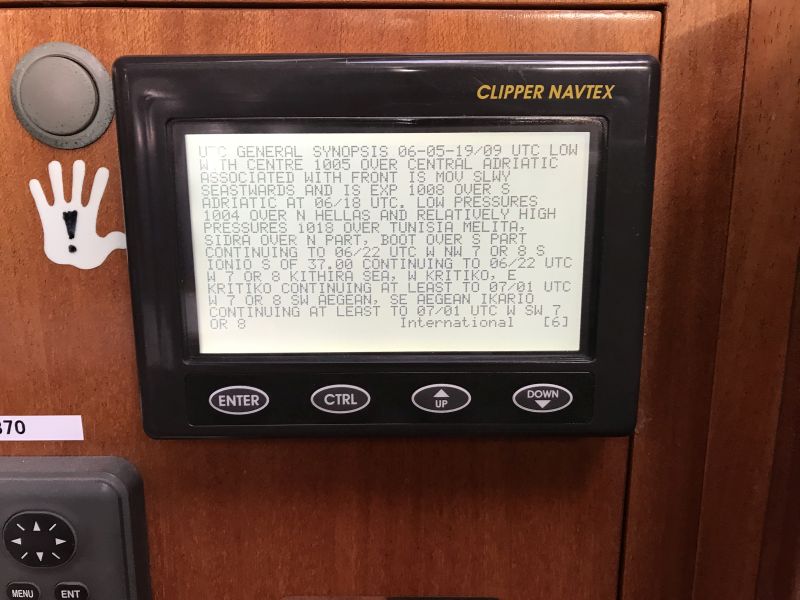 CLIPPER NAVTEX
UTC GENERAL SYNOPSIS 06-05-19/09 UTC LOW
W TH CENTRE 1005 OVER CENTRAL ADRIATIC
ASSOCIATED WITH FRONT IS MOV SLWY
SEASTWARDS AND IS EXP 1008 OVER S
ADRIATIC AT 06/18 UTC. LOW PRESSURES
1004 OVER N HELLAS AND RELATIVELY HIGH
PRESSURES 1018 OVER TUNISIA MELITA,
SIDRA OVER N PART, BOOT OVER S PART
CONTINUING TO 06/22 UTC W NW 7 OR 8 S
IONIO S OF 37.00 CONTINUING TO 06/22 UTC
W 7 OR 8 KITHIRA SEA, W KRITIKO, E
KRITIKO CONTINUING AT LEAST TO 07/01 UTC
W 7 OR 8 SW AEGEAN, SE AEGEAN IKARIO
CONTINUING AT LEAST TO 07/01 UTC W SW 7
OR 8 International [6]
ENTER CTRL UP DOWN
370
MENU ENT